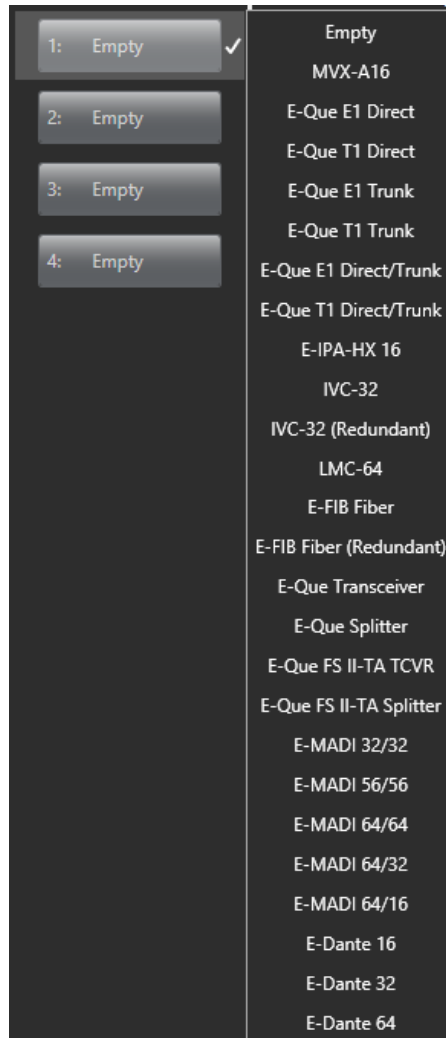 1: Empty
2: Empty
3: Empty
4: Empty
Empty
MVX-A16
E-Que E1 Direct
E-Que T1 Direct
E-Que E1 Trunk
E-Que T1 Trunk
E-Que E1 Direct/Trunk
E-Que T1 Direct/Trunk
E-IPA-HX 16
IVC-32
IVC-32 (Redundant)
LMC-64
E-FIB Fiber
E-FIB Fiber (Redundant)
E-Que Transceiver
E-Que Splitter
E-Que FS II-TA TCVR
E-Que FS II-TA Splitter
E-MADI 32/32
E-MADI 56/56
E-MADI 64/64
E-MADI 64/32
E-MADI 64/16
E-Dante 16
E-Dante 32
E-Dante 64